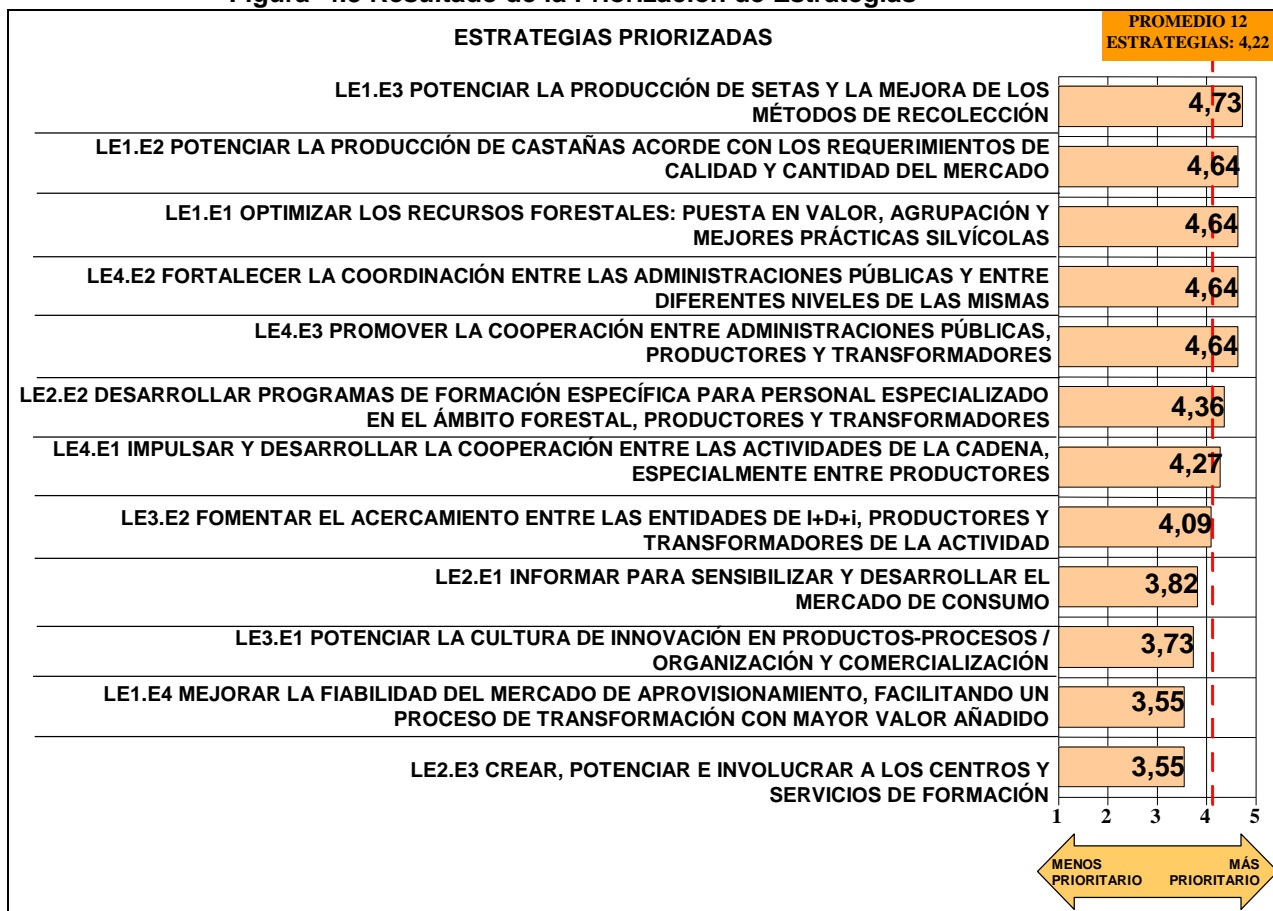 Figura 4.8 Resultado de la Priorización de Estrategias
PROMEDIO 12
ESTRATEGIAS: 4,22
ESTRATEGIAS PRIORIZADAS
LE1.E3 POTENCIAR LA PRODUCCIÓN DE SETAS Y LA MEJORA DE LOS
MÉTODOS DE RECOLECCIÓN
4,73
LE1.E2 POTENCIAR LA PRODUCCIÓN DE CASTAÑAS ACORDE CON LOS REQUERIMIENTOS DE
CALIDAD Y CANTIDAD DEL MERCADO
4,64
LE1.E1 OPTIMIZAR LOS RECURSOS FORESTALES: PUESTA EN VALOR, AGRUPACIÓN Y
MEJORES PRÁCTICAS SILVÍCOLAS
4,64
LE4.E2 FORTALECER LA COORDINACIÓN ENTRE LAS ADMINISTRACIONES PÚBLICAS Y ENTRE
DIFERENTES NIVELES DE LAS MISMAS
4,64
LE4.E3 PROMOVER LA COOPERACIÓN ENTRE ADMINISTRACIONES PÚBLICAS,
PRODUCTORES Y TRANSFORMADORES
4,64
LE2.E2 DESARROLLAR PROGRAMAS DE FORMACIÓN ESPECÍFICA PARA PERSONAL ESPECIALIZADO
EN EL ÁMBITO FORESTAL, PRODUCTORES Y TRANSFORMADORES
4,36
LE4.E1 IMPULSAR Y DESARROLLAR LA COOPERACIÓN ENTRE LAS ACTIVIDADES DE LA CADENA,
ESPECIALMENTE ENTRE PRODUCTORES
4,27
LE3.E2 FOMENTAR EL ACERCAMIENTO ENTRE LAS ENTIDADES DE I+D+i, PRODUCTORES Y
TRANSFORMADORES DE LA ACTIVIDAD
4,09
LE2.E1 INFORMAR PARA SENSIBILIZAR Y DESARROLLAR EL
MERCADO DE CONSUMO
3,82
LE3.E1 POTENCIAR LA CULTURA DE INNOVACIÓN EN PRODUCTOS-PROCESOS /
ORGANIZACIÓN Y COMERCIALIZACIÓN
3,73
LE1.E4 MEJORAR LA FIABILIDAD DEL MERCADO DE APROVISIONAMIENTO, FACILITANDO UN
PROCESO DE TRANSFORMACIÓN CON MAYOR VALOR AÑADIDO
3,55
LE2.E3 CREAR, POTENCIAR E INVOLUCRAR A LOS CENTROS Y
SERVICIOS DE FORMACIÓN
3,55
1 2 3 4 5
MENOS PRIORITARIO
MÁS PRIORITARIO